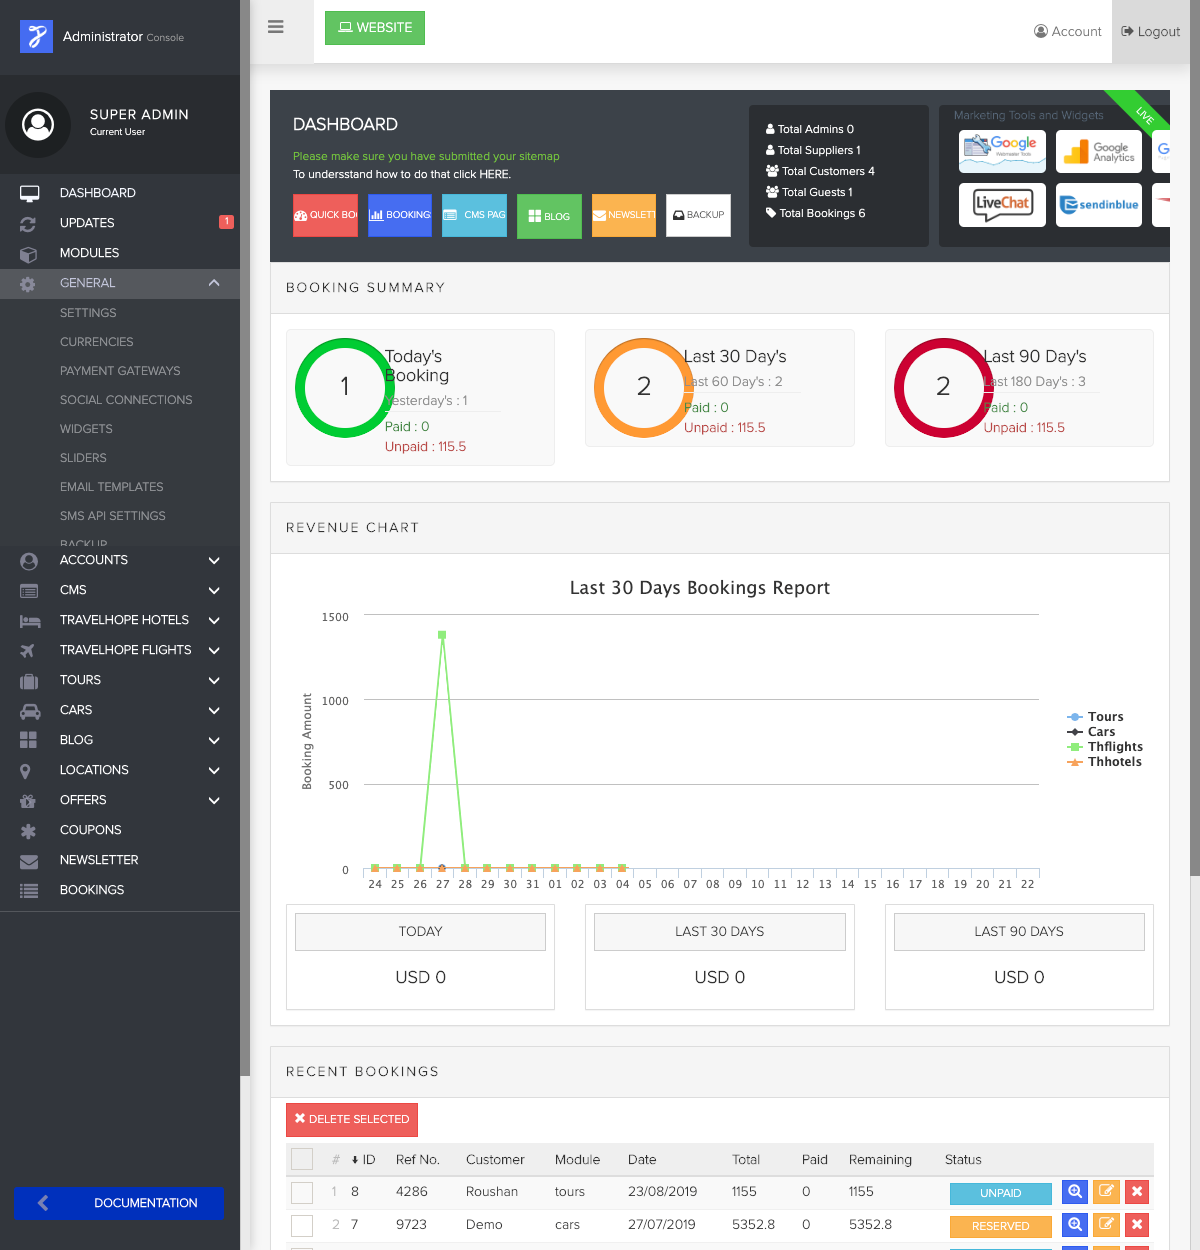 Administrator Console
SUPER ADMIN
Current User
DASHBOARD
UPDATES 1
MODULES
GENERAL
SETTINGS
CURRENCIES
PAYMENT GATEWAYS
SOCIAL CONNECTIONS
WIDGETS
SLIDERS
EMAIL TEMPLATES
SMS API SETTINGS
BACKUP
ACCOUNTS
CMS
TRAVELHOPE HOTELS
TRAVELHOPE FLIGHTS
TOURS
CARS
BLOG
LOCATIONS
OFFERS
COUPONS
NEWSLETTER
BOOKINGS
DOCUMENTATION
WEBSITE
Account
Logout
DASHBOARD
Please make sure you have submitted your sitemap
To undersstand how to do that click HERE.
QUICK BOO
BOOKINGS
CMS PAG
BLOG
NEWSLETT
BACKUP
Total Admins 0
Total Suppliers 1
Total Customers 4
Total Guests 1
Total Bookings 6
Marketing Tools and Widgets
LIVE
Google
Webmaster Tools
Google
Analytics
G
LiveChat
sendinblue
BOOKING SUMMARY
1
Today's
Booking
Yesterday's : 1
Paid : 0
Unpaid : 115.5
2
Last 30 Day's
Last 60 Day's : 2
Paid : 0
Unpaid : 115.5
2
Last 90 Day's
Last 180 Day's : 3
Paid : 0
Unpaid : 115.5
REVENUE CHART
Last 30 Days Bookings Report
Booking Amount
1500
1000
500
0
24 25 26 27 28 29 30 31 01 02 03 04 05 06 07 08 09 10 11 12 13 14 15 16 17 18 19 20 21 22
Tours
Cars
Thflights
Thhotels
TODAY
USD 0
LAST 30 DAYS
USD 0
LAST 90 DAYS
USD 0
RECENT BOOKINGS
DELETE SELECTED
# ID Ref No. Customer Module Date Total Paid Remaining Status
1 8 4286 Roushan tours 23/08/2019 1155 0 1155 UNPAID
2 7 9723 Demo cars 27/07/2019 5352.8 0 5352.8 RESERVED